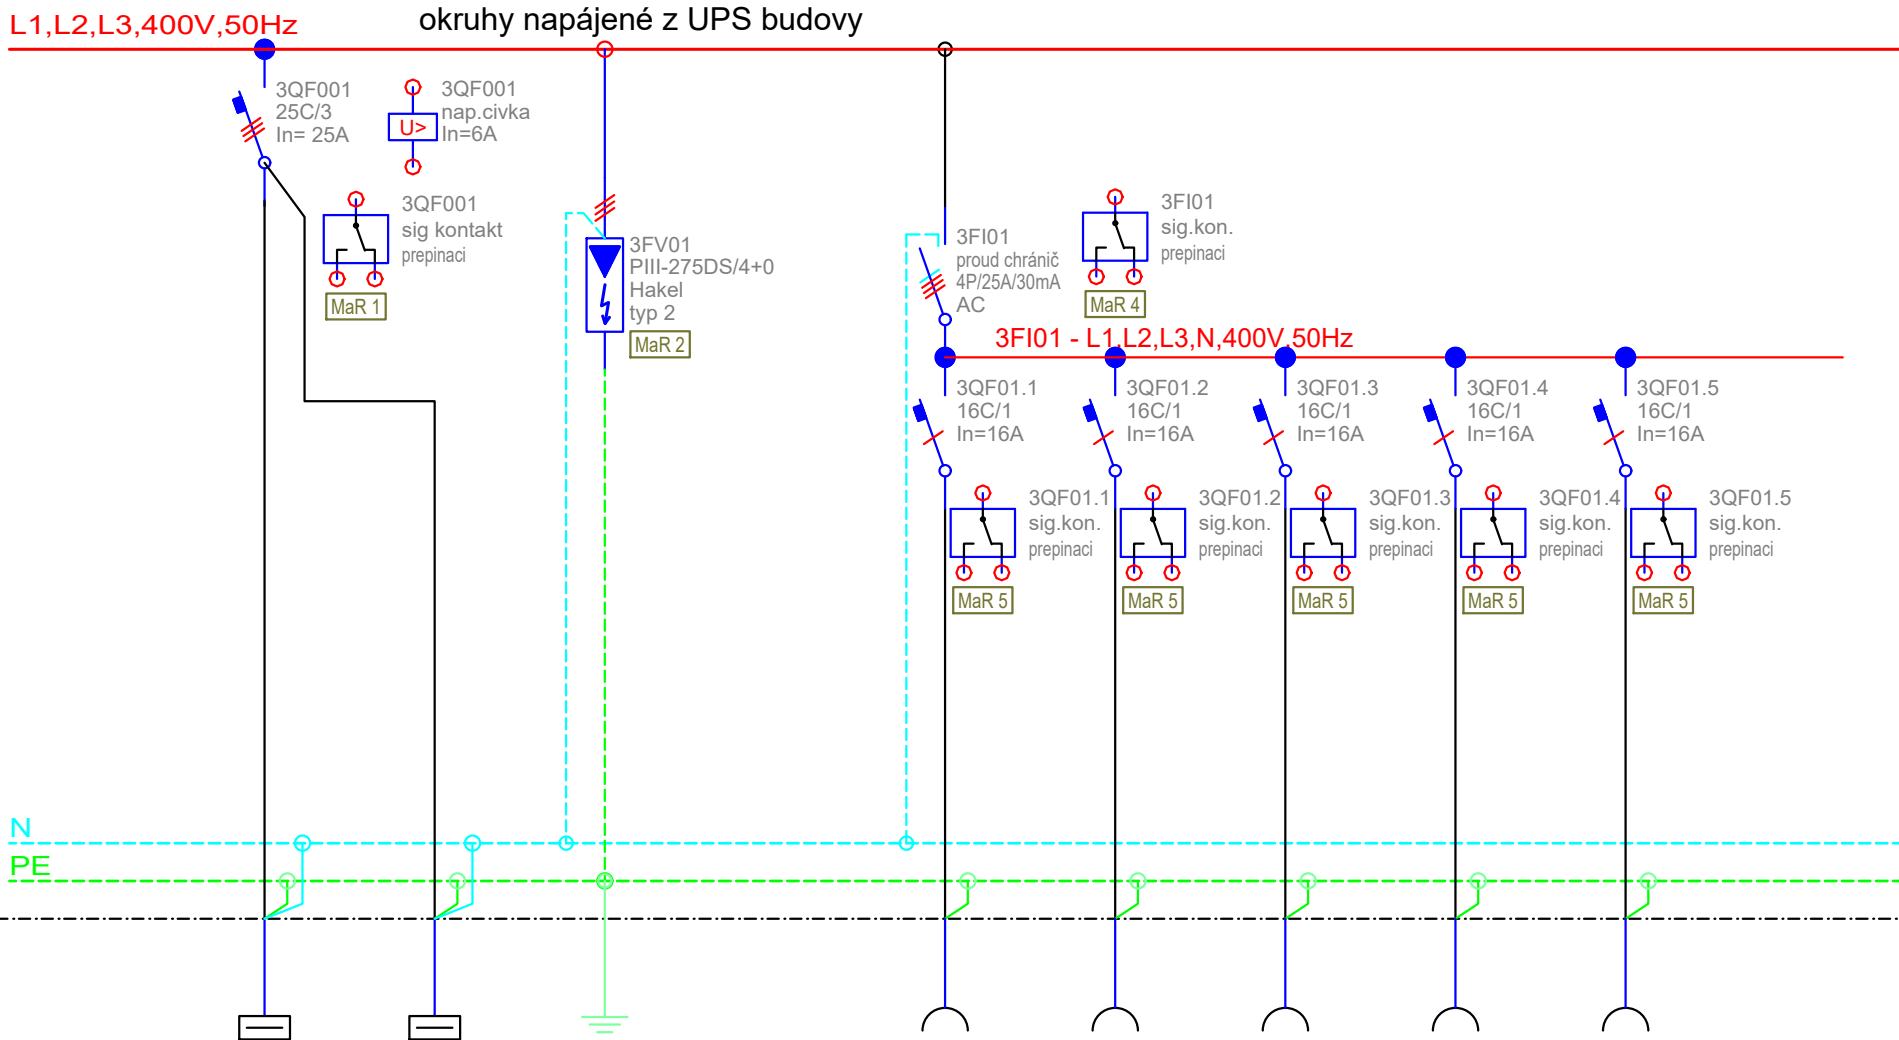 L1,L2,L3,400V,50Hz
okruhy napájené z UPS budovy
3QF001
25C/3
In= 25A
3QF001
nap.civka
In=6A
U>
3QF001
sig kontakt
prepinaci
MaR 1
3FV01
PIII-275DS/4+0
Hakel
typ 2
MaR 2
3FI01
proud chránič
4P/25A/30mA
AC
3FI01
sig.kon.
prepinaci
MaR 4
3FI01 - L1,L2,L3,N,400V,50Hz
3QF01.1
16C/1
In=16A
3QF01.2
16C/1
In=16A
3QF01.3
16C/1
In=16A
3QF01.4
16C/1
In=16A
3QF01.5
16C/1
In=16A
3QF01.1
sig.kon.
prepinaci
MaR 5
3QF01.2
sig.kon.
prepinaci
MaR 5
3QF01.3
sig.kon.
prepinaci
MaR 5
3QF01.4
sig.kon.
prepinaci
MaR 5
3QF01.5
sig.kon.
prepinaci
MaR 5
N
PE